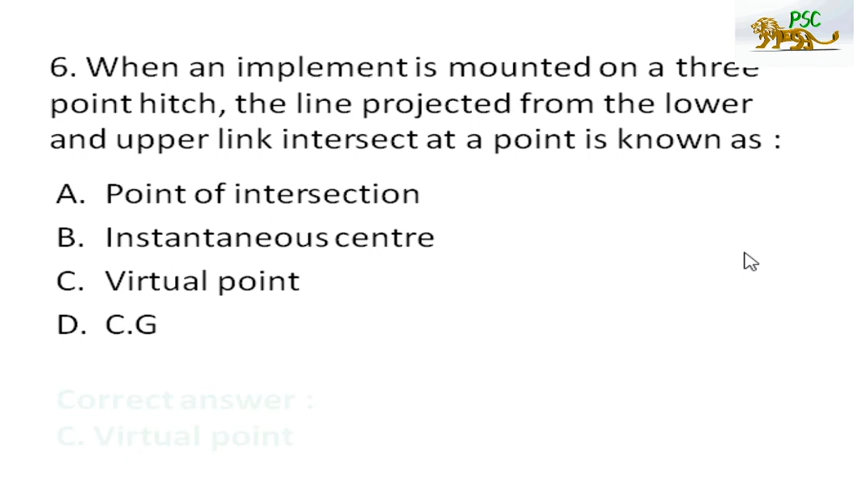 PSC
6. When an implement is mounted on a three
point hitch, the line projected from the lower
and upper link intersect at a point is known as :
A. Point of intersection
B. Instantaneous centre
C. Virtual point
D. C.G
Correct answer :
C. Virtual point